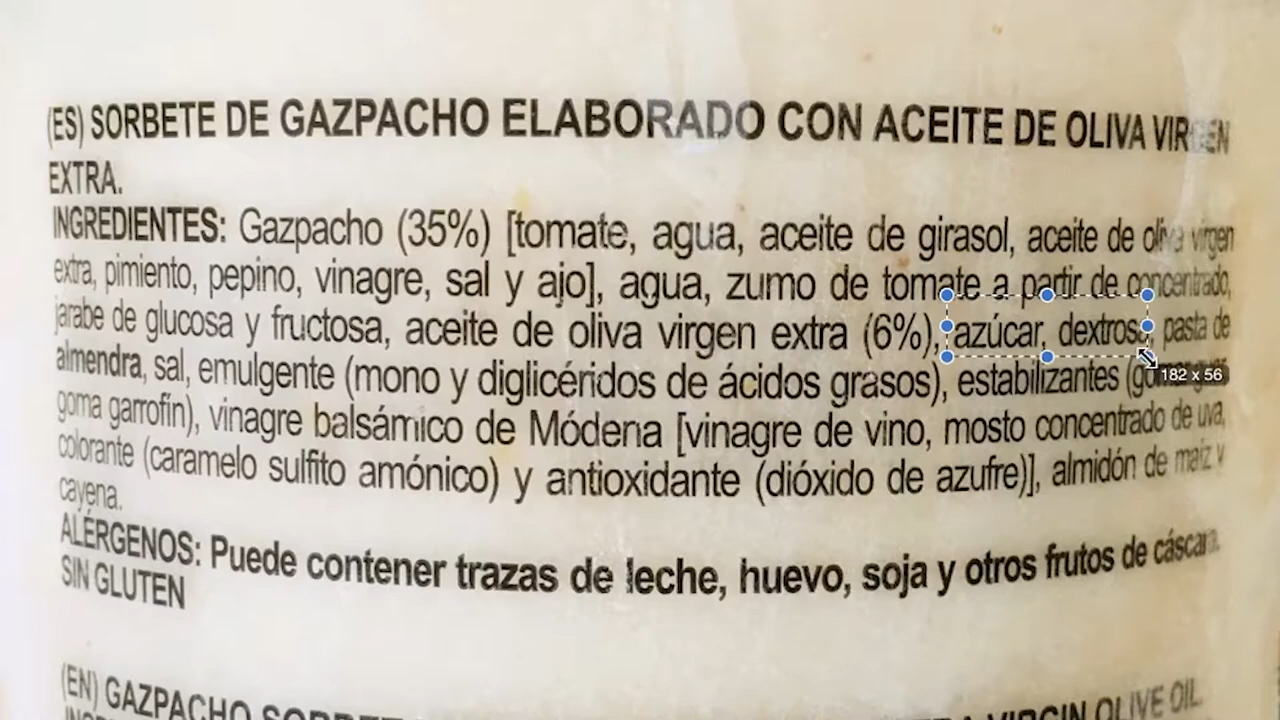 (ES) SORBETE DE GAZPACHO ELABORADO CON ACEITE DE OLIVA VIRGEN
EXTRA.
INGREDIENTES: Gazpacho (35%) [tomate, agua, aceite de girasol, aceite de oliva virgen
extra, pimiento, pepino, vinagre, sal y ajo], agua, zumo de tomate a partir de concentrado,
jarabe de glucosa y fructosa, aceite de oliva virgen extra (6%), azúcar, dextrosa, pasta de
almendra, sal, emulgente (mono y diglicéridos de ácidos grasos), estabilizantes
182 x 56
goma garrofín), vinagre balsámico de Módena [vinagre de vino, mosto concentrado de uva,
colorante (caramelo sulfito amónico) y antioxidante (dióxido de azufre)], almidón de maíz y
cayena.
ALÉRGENOS: Puede contener trazas de leche, huevo, soja y otros frutos de cáscara.
SIN GLUTEN
(EN) GAZPACHO VIRGIN OLIVE OIL.